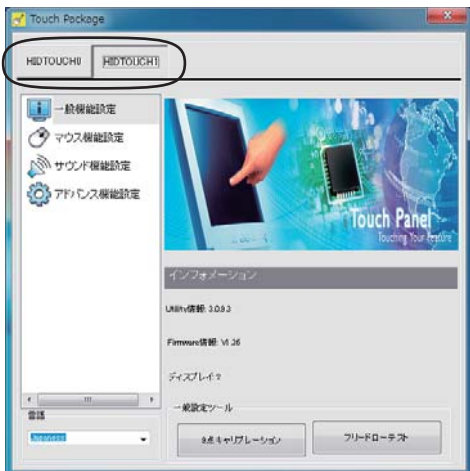 Touch Package
HIDTOUCH0 HIDTOUCH1
一般機能設定
マウス機能設定
サウンド機能設定
アドバンス機能設定
Touch Panel
Touching Your Feature
インフォメーション
Utility情報: 3.0.9.3
Firmware情報: V1.26
ディスプレイ: 2
一般設定ツール
言語
Japanese
9点キャリブレーション フリードローテスト